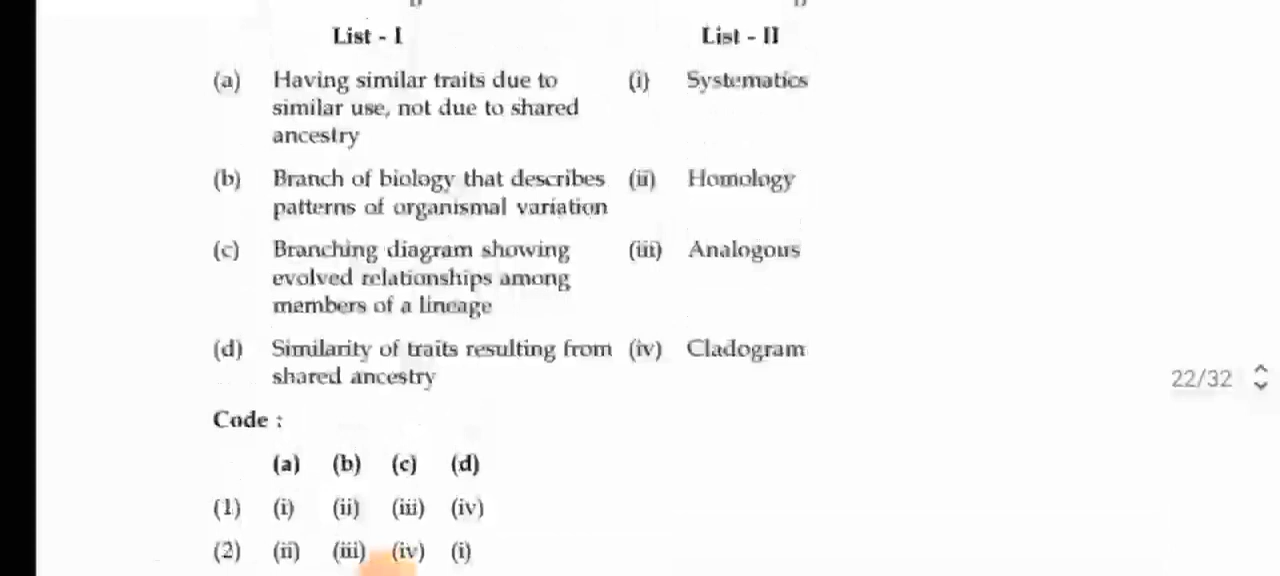 List - I List - II
(a) Having similar traits due to (i) Systematics
similar use, not due to shared
ancestry
(b) Branch of biology that describes (ii) Homology
patterns of organismal variation
(c) Branching diagram showing (iii) Analogous
evolved relationships among
members of a lineage
(d) Similarity of traits resulting from (iv) Cladogram
shared ancestry
22/32
Code :
(a) (b) (c) (d)
(1) (i) (ii) (iii) (iv)
(2) (ii) (iii) (iv) (i)